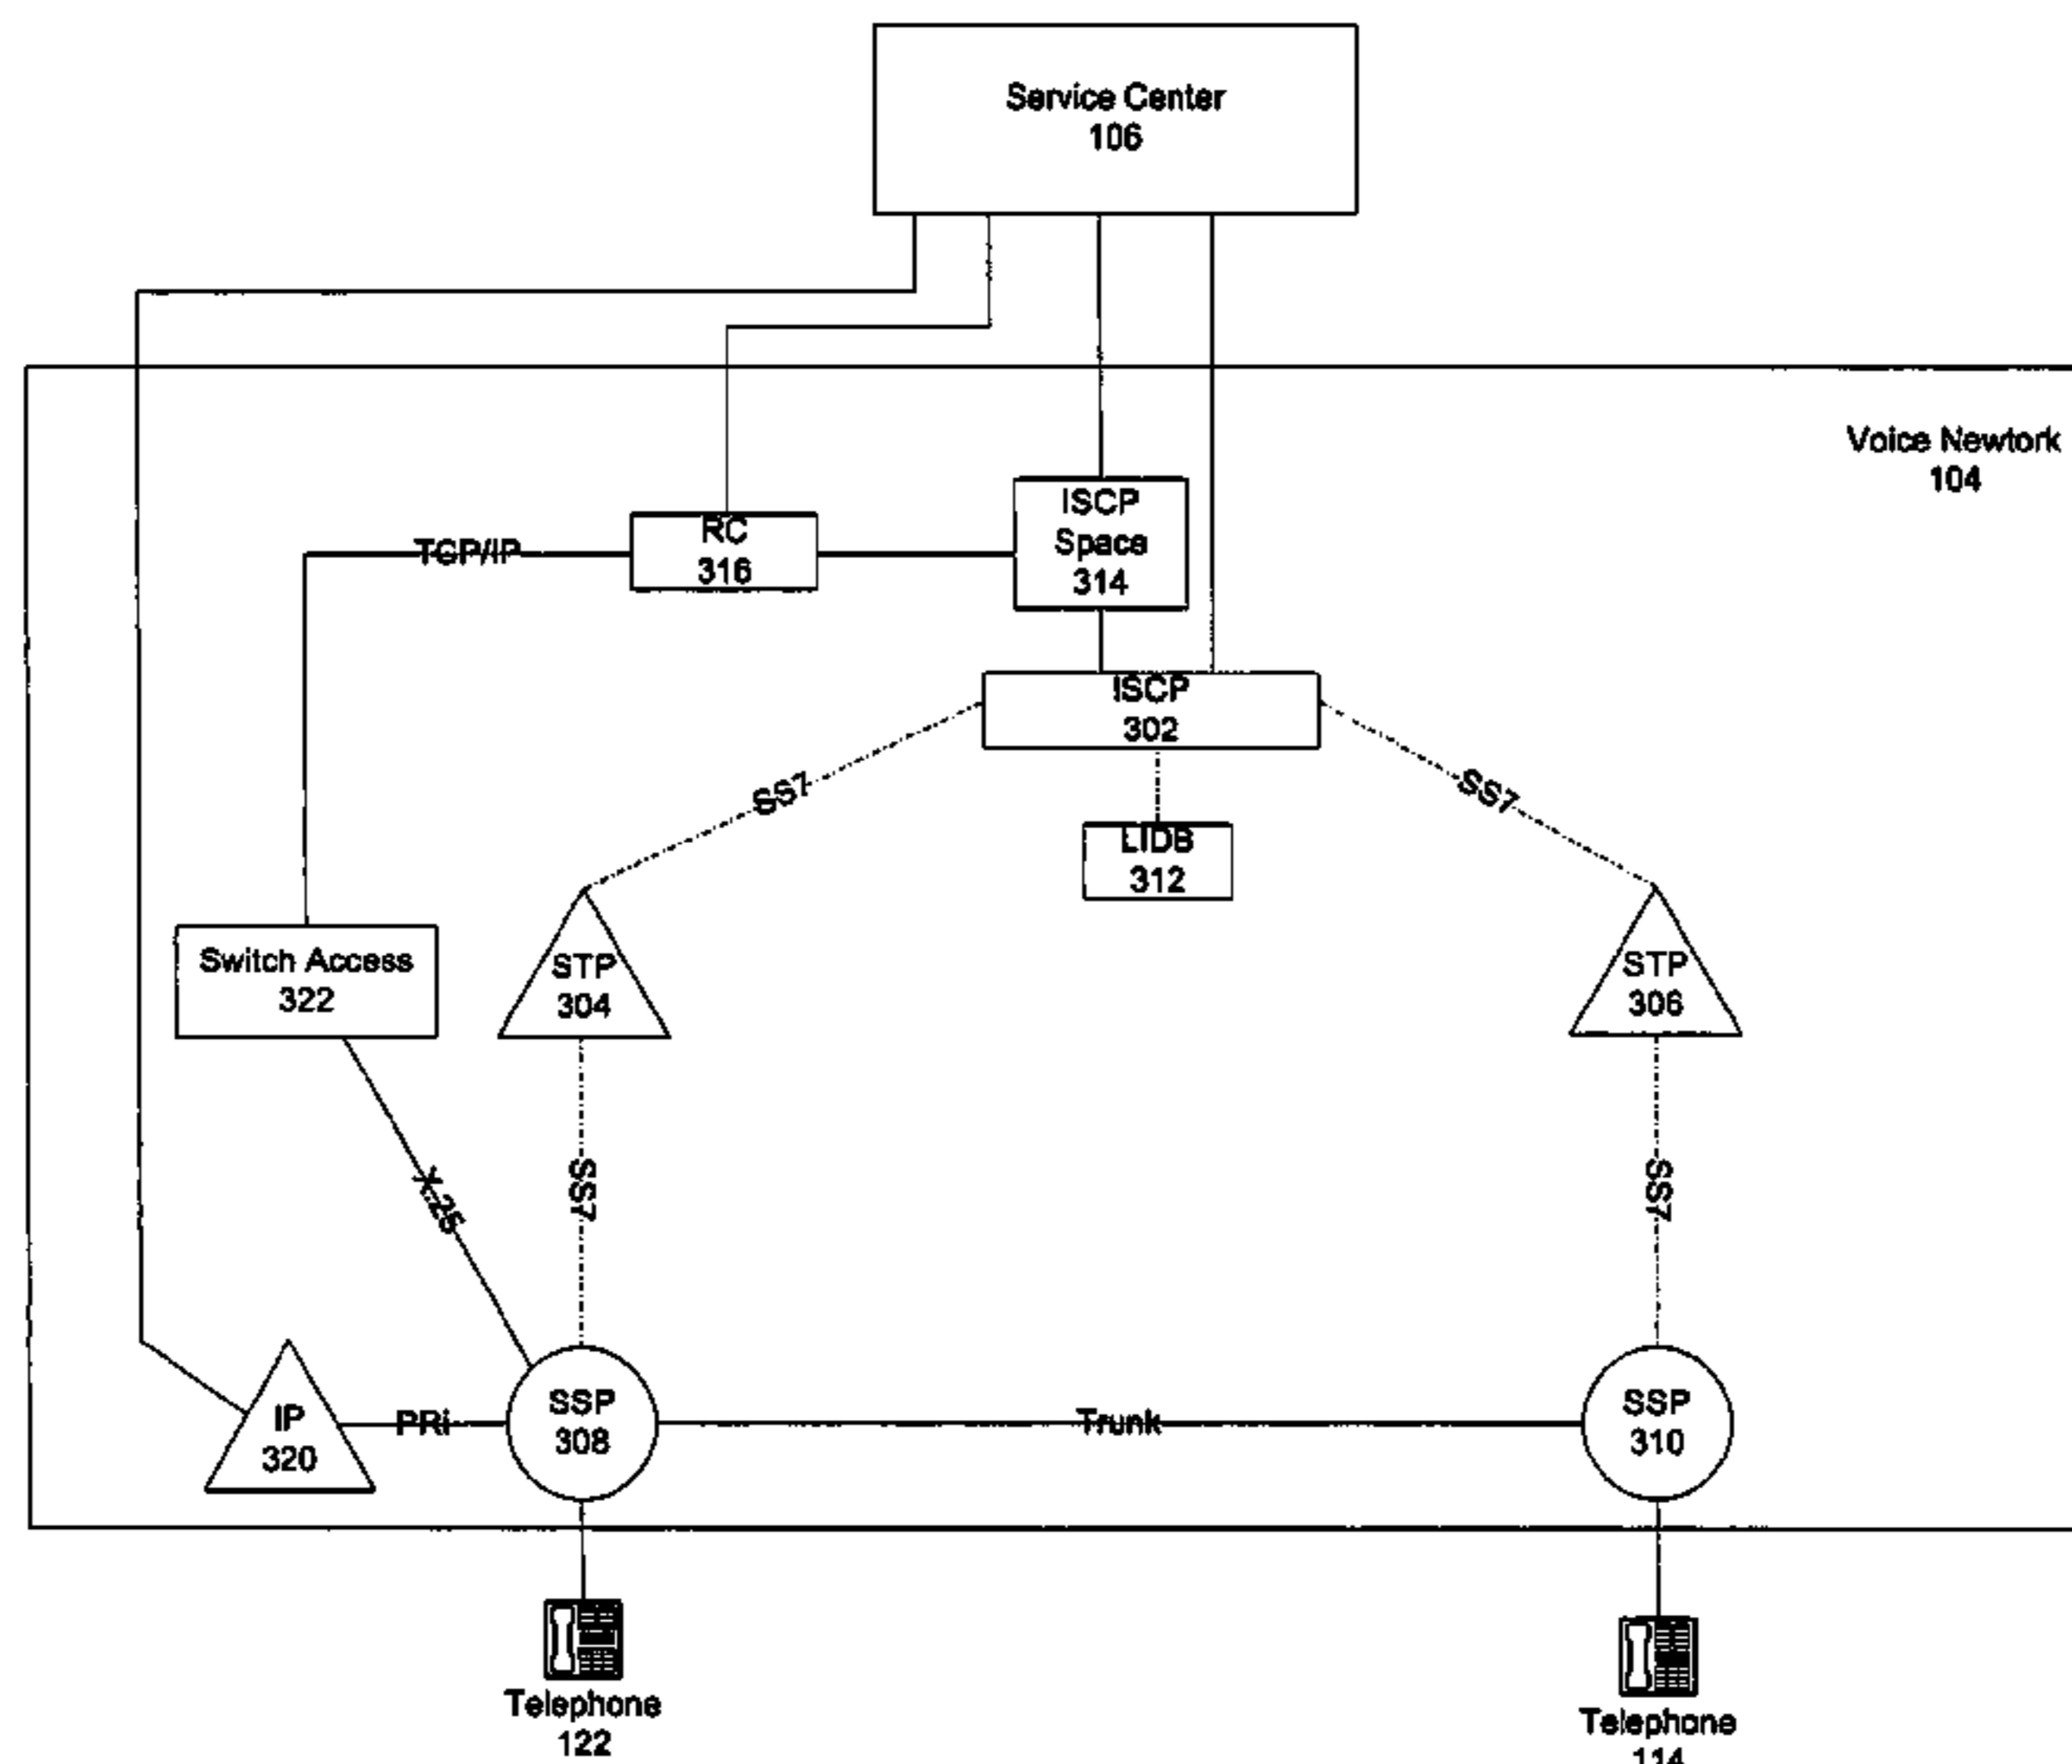 Service Center
106
Voice Newtork
104
ISCP
Space
314
RC
316
TCP/IP
ISCP
302
SS7
SS7
LIDB
312
Switch Access
322
STP
304
STP
306
X.25
SS7
SS7
IP
320
PRi
SSP
308
Trunk
SSP
310
Telephone
122
Telephone
114